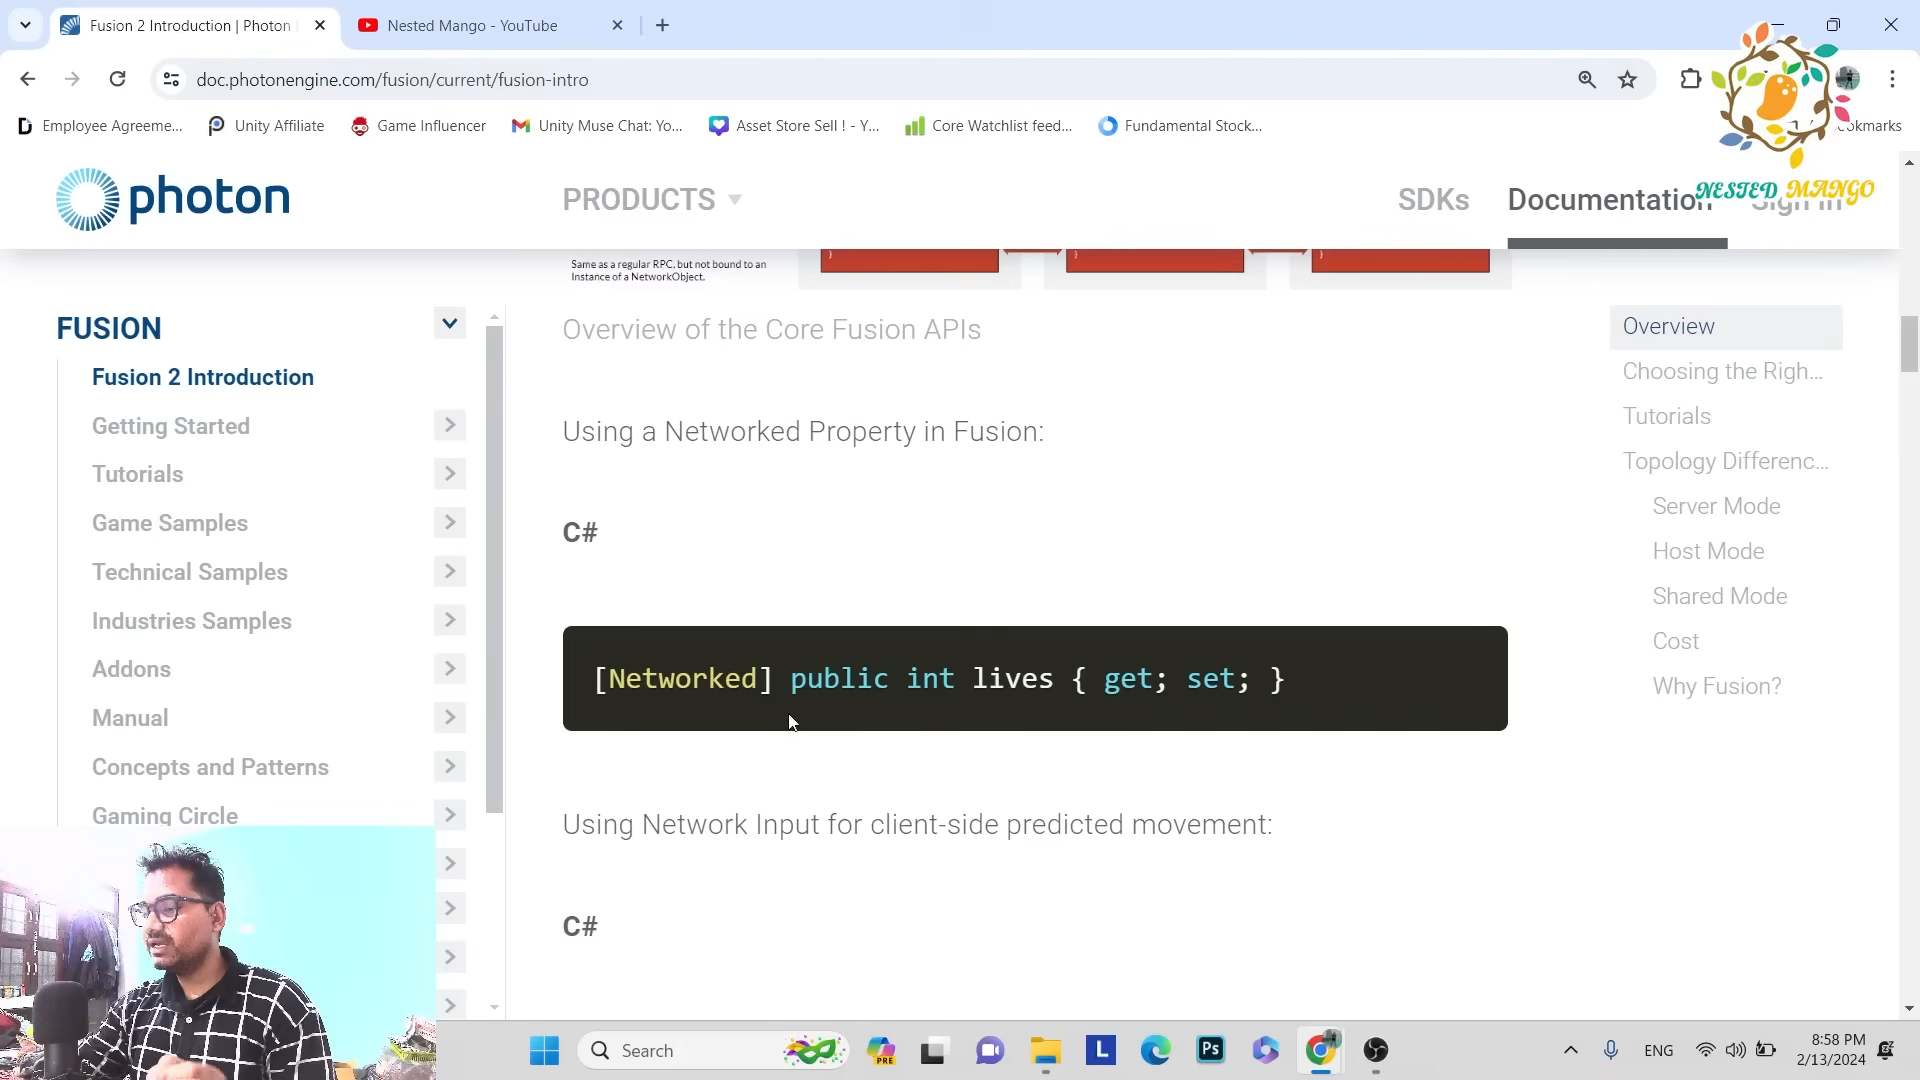 Fusion 2 Introduction | Photon
Nested Mango - YouTube
doc.photonengine.com/fusion/current/fusion-intro
Employee Agreeme...
Unity Affiliate
Game Influencer
Unity Muse Chat: Yo...
Asset Store Sell ! - Y...
Core Watchlist feed...
Fundamental Stock...
photon
PRODUCTS
SDKs
Documentation
Sign In
NESTED MANGO
Same as a regular RPC, but not bound to an
Instance of a NetworkObject.
}
}
}
FUSION
Fusion 2 Introduction
Getting Started
Tutorials
Game Samples
Technical Samples
Industries Samples
Addons
Manual
Concepts and Patterns
Gaming Circle
Overview of the Core Fusion APIs
Using a Networked Property in Fusion:
C#
[Networked] public int lives { get; set; }
Using Network Input for client-side predicted movement:
C#
Overview
Choosing the Righ...
Tutorials
Topology Differenc...
Server Mode
Host Mode
Shared Mode
Cost
Why Fusion?
Search
PRE
L
Ps
ENG
8:58 PM
2/13/2024